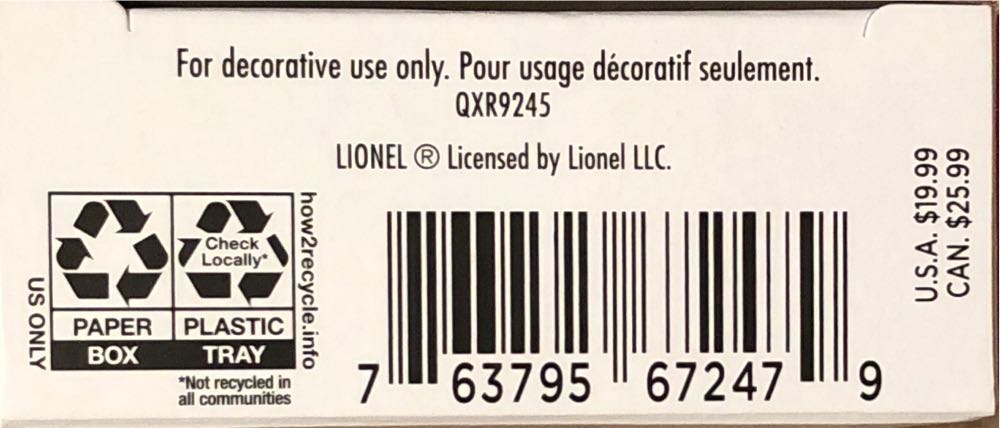 For decorative use only. Pour usage décoratif seulement.
QXR9245
LIONEL ® Licensed by Lionel LLC.
US ONLY
Check
Locally*
PAPER
BOX
PLASTIC
TRAY
how2recycle.info
*Not recycled in
all communities
7 63795 67247 9
U.S.A. $19.99
CAN. $25.99